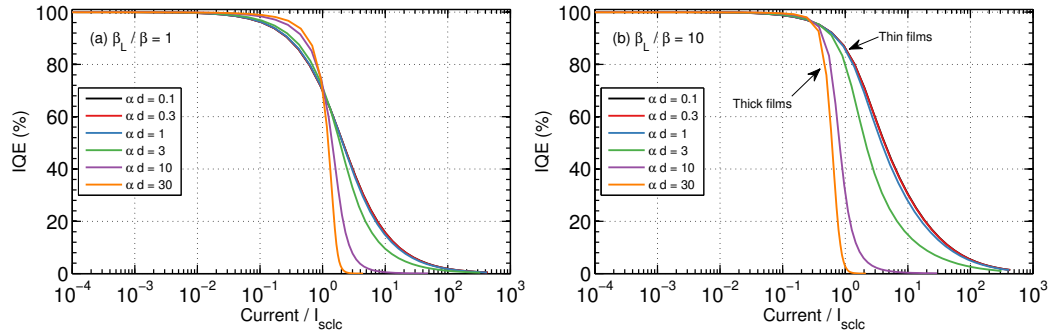 (a) β_L / β = 1
IQE (%)
100
80
60
40
20
0
α d = 0.1
α d = 0.3
α d = 1
α d = 3
α d = 10
α d = 30
10^−4 10^−3 10^−2 10^−1 10^0 10^1 10^2 10^3
Current / I_sclc
(b) β_L / β = 10
IQE (%)
100
80
60
40
20
0
Thin films
Thick films
α d = 0.1
α d = 0.3
α d = 1
α d = 3
α d = 10
α d = 30
10^−4 10^−3 10^−2 10^−1 10^0 10^1 10^2 10^3
Current / I_sclc